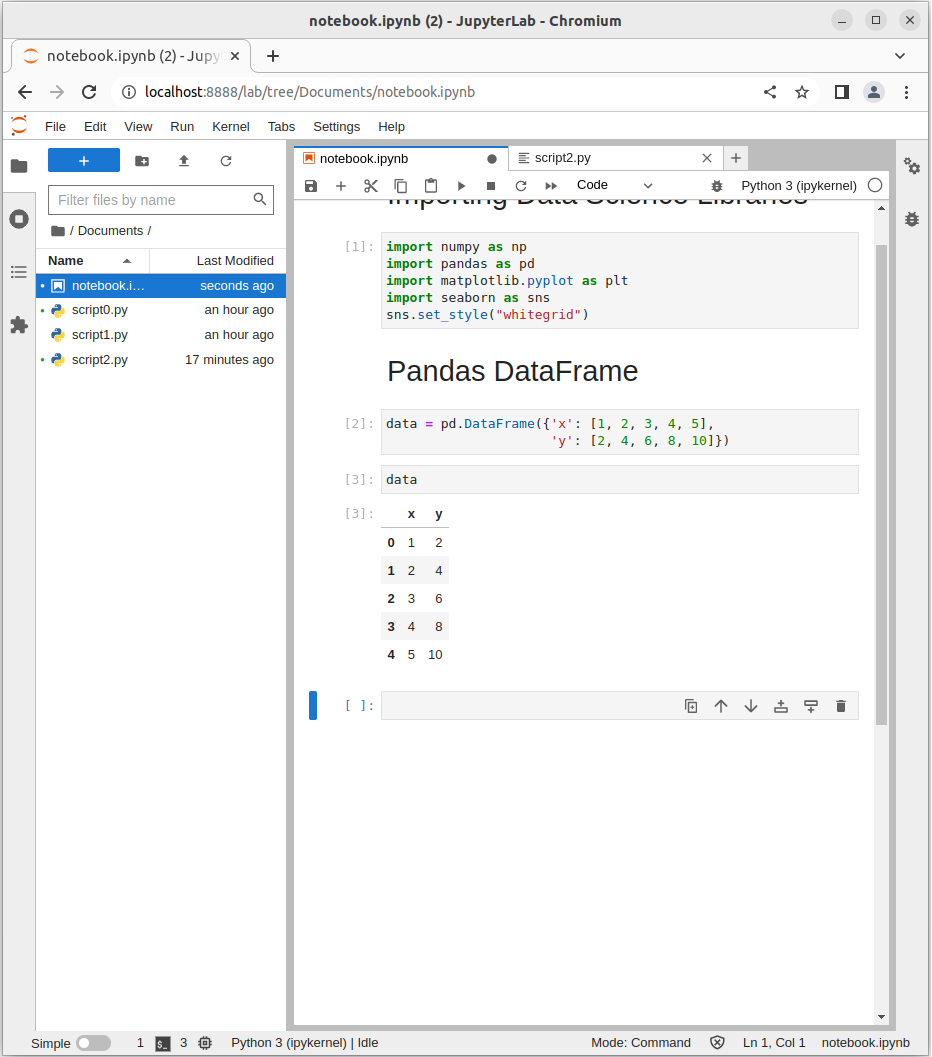 notebook.ipynb (2) - JupyterLab - Chromium
notebook.ipynb (2) - Jupy
localhost:8888/lab/tree/Documents/notebook.ipynb
File Edit View Run Kernel Tabs Settings Help
notebook.ipynb script2.py
Code Python 3 (ipykernel)
Filter files by name
/ Documents /
Name Last Modified
notebook.i… seconds ago
script0.py an hour ago
script1.py an hour ago
script2.py 17 minutes ago
Importing Data Science Libraries
[1]: import numpy as np
import pandas as pd
import matplotlib.pyplot as plt
import seaborn as sns
sns.set_style("whitegrid")
Pandas DataFrame
[2]: data = pd.DataFrame({'x': [1, 2, 3, 4, 5],
'y': [2, 4, 6, 8, 10]})
[3]: data
[3]: x y
0 1 2
1 2 4
2 3 6
3 4 8
4 5 10
[ ]:
Simple 1 $_ 3 Python 3 (ipykernel) | Idle Mode: Command Ln 1, Col 1 notebook.ipynb